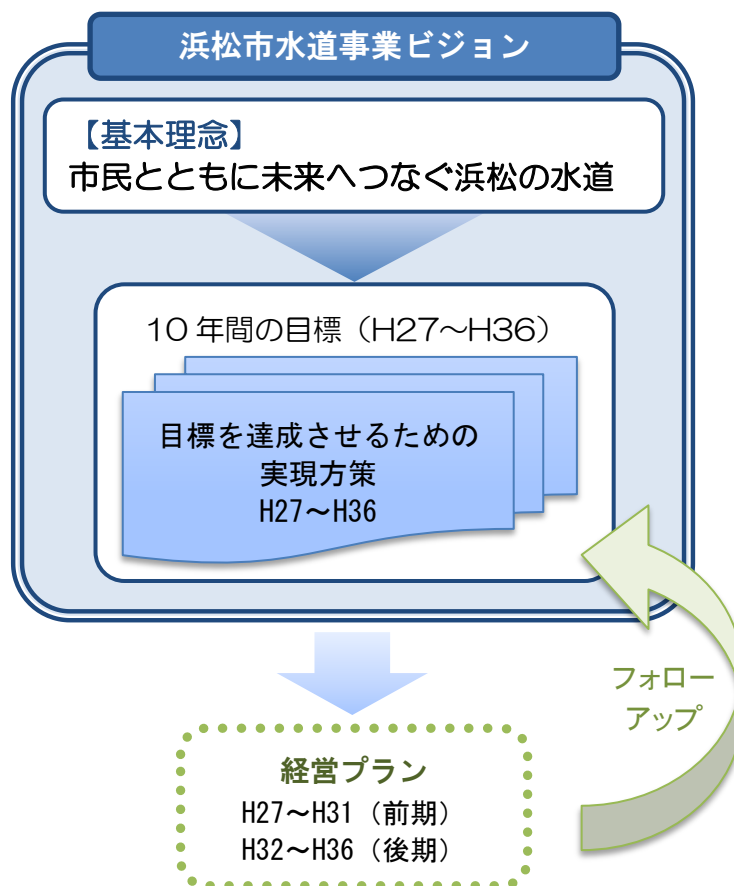 浜松市水道事業ビジョン
【基本理念】
市民とともに未来へつなぐ浜松の水道
10年間の目標（H27～H36）
目標を達成させるための
実現方策
H27～H36
フォロー
アップ
経営プラン
H27～H31（前期）
H32～H36（後期）